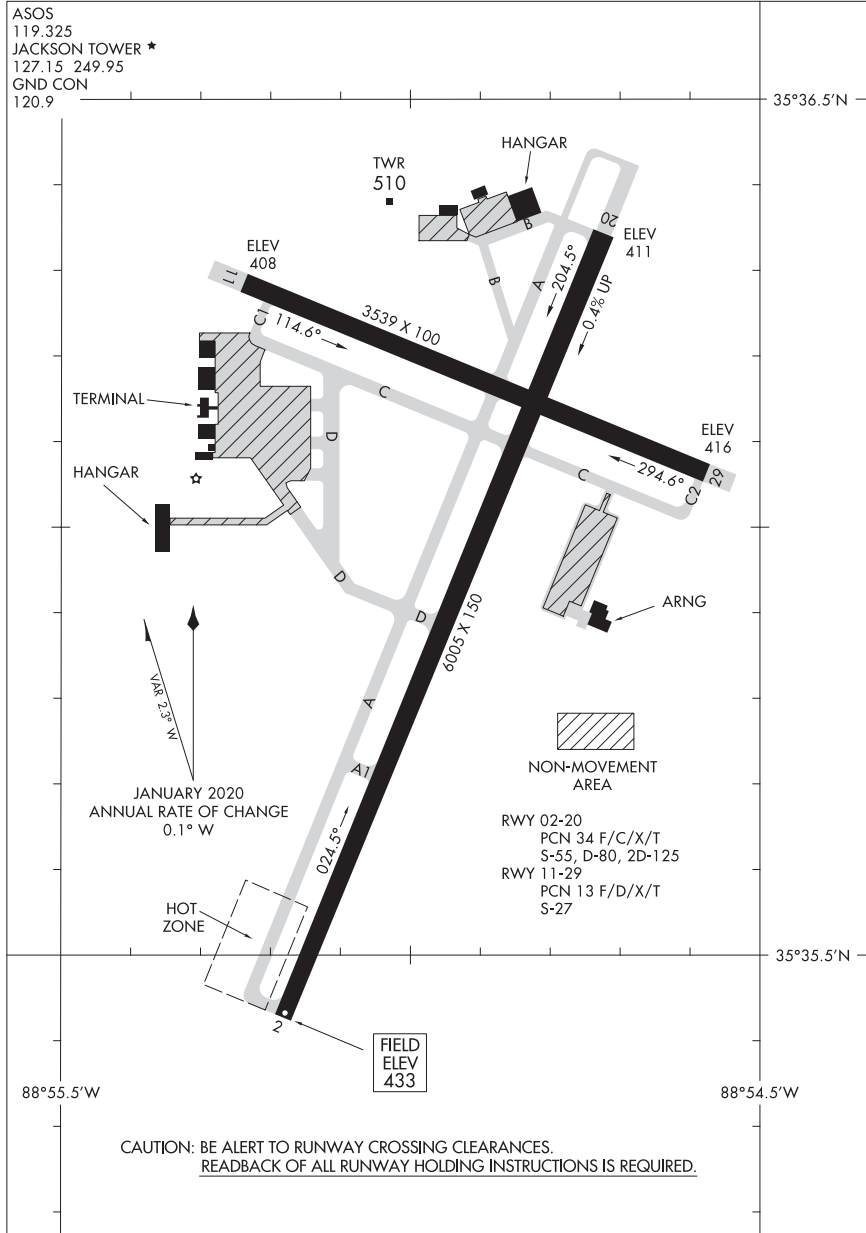 ASOS
119.325
JACKSON TOWER *
127.15 249.95
GND CON
120.9
35°36.5'N
HANGAR
TWR
510
20
B
ELEV
411
ELEV
408
11
B
A
204.5°
0.4% UP
C1
114.6°
3539 X 100
C
TERMINAL
D
ELEV
416
C
294.6°
C2
29
HANGAR
D
D
6005 X 150
ARNG
VAR 2.3° W
A
NON-MOVEMENT
AREA
A1
JANUARY 2020
ANNUAL RATE OF CHANGE
0.1° W
024.5°
RWY 02-20
PCN 34 F/C/X/T
S-55, D-80, 2D-125
RWY 11-29
PCN 13 F/D/X/T
S-27
HOT
ZONE
35°35.5'N
2
FIELD
ELEV
433
88°55.5'W
88°54.5'W
CAUTION: BE ALERT TO RUNWAY CROSSING CLEARANCES.
READBACK OF ALL RUNWAY HOLDING INSTRUCTIONS IS REQUIRED.